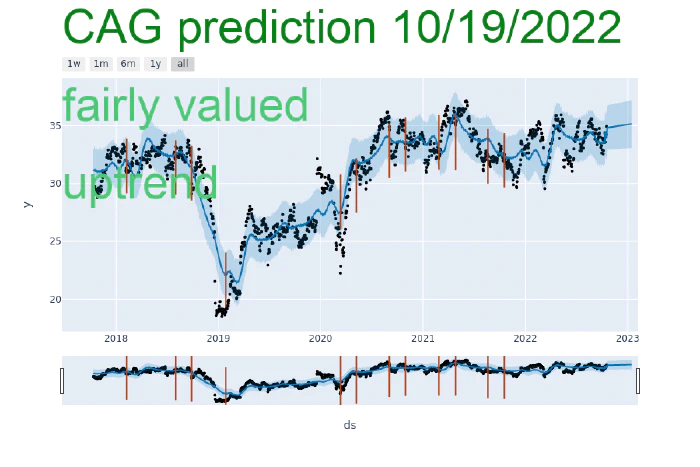 CAG prediction 10/19/2022
1w 1m 6m 1y all
fairly valued
35
uptrend
30
y
25
20
2018 2019 2020 2021 2022 2023
ds